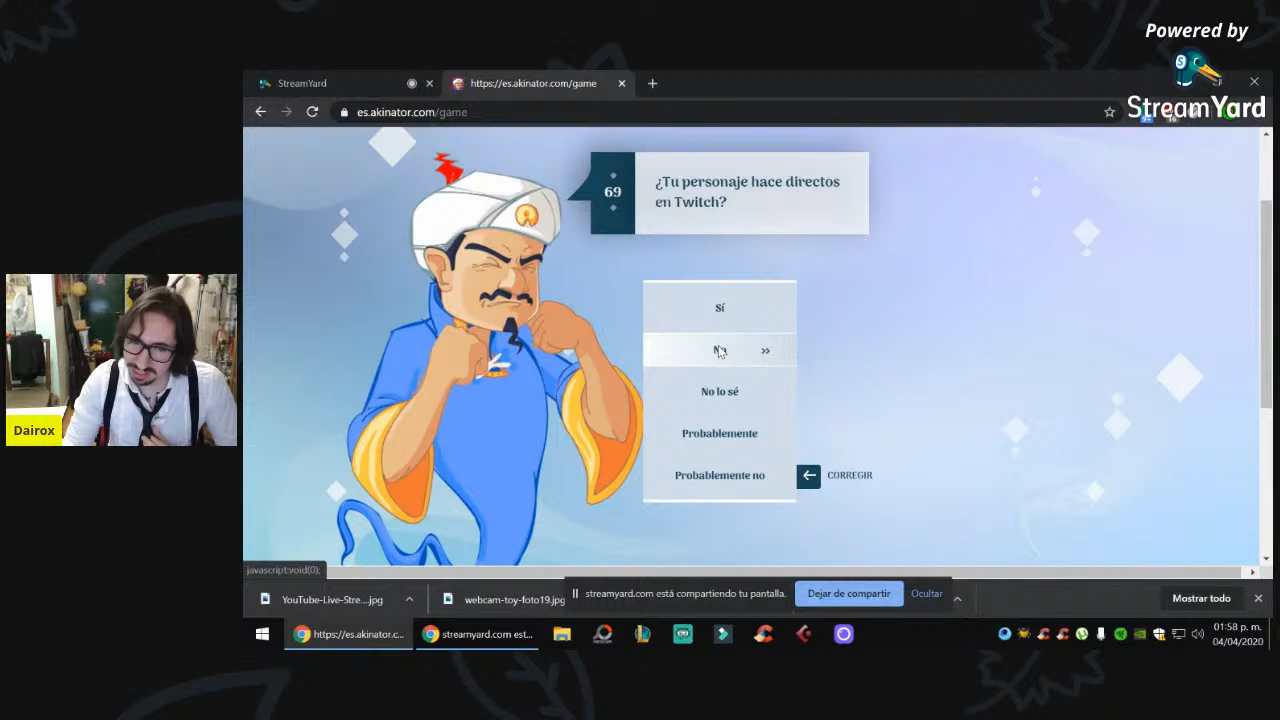 Powered by
StreamYard
StreamYard
https://es.akinator.com/game
es.akinator.com/game
69
¿Tu personaje hace directos
en Twitch?
Sí
No lo sé
Probablemente
Probablemente no
CORREGIR
Dairox
javascript:void(0);
YouTube-Live-Stre....jpg
webcam-toy-foto19.jpg
streamyard.com está compartiendo tu pantalla.
Dejar de compartir
Ocultar
Mostrar todo
https://es.akinator.c...
streamyard.com est...
01:58 p. m.
04/04/2020